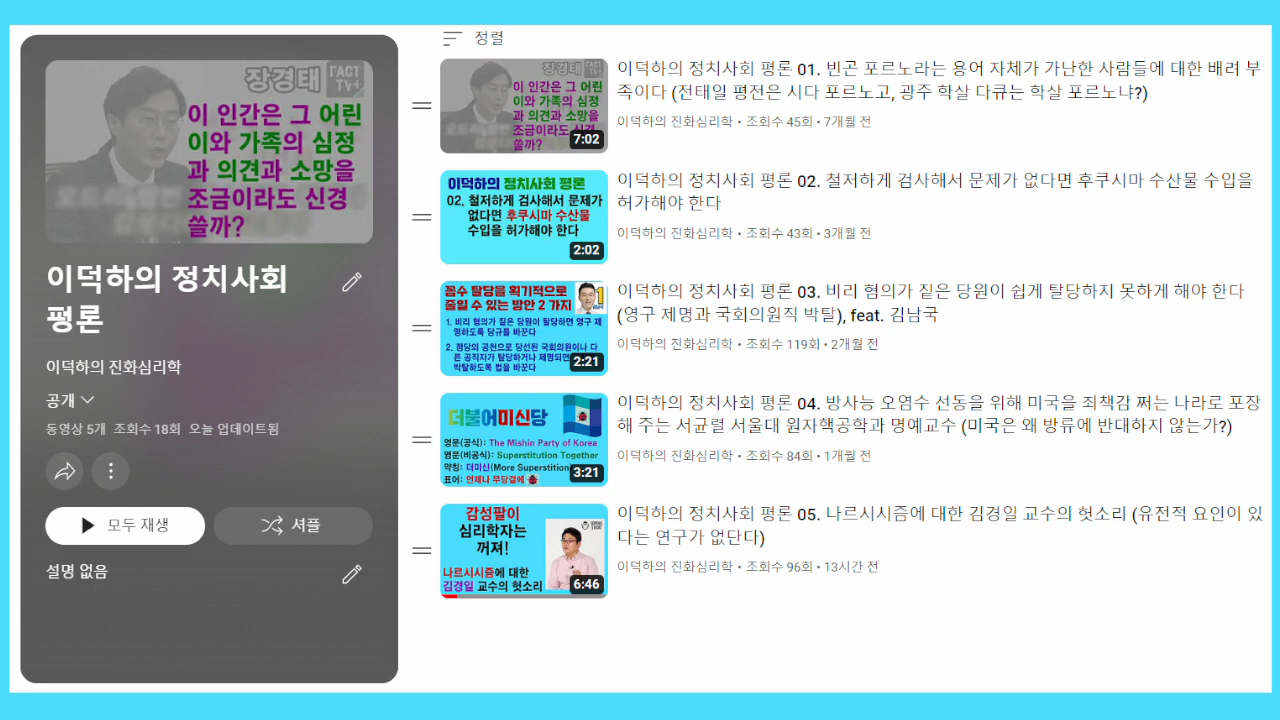 장경태
FACT
TV+
이 인간은 그 어린
이와 가족의 심정
과 의견과 소망을
조금이라도 신경
쓸까?
이덕하의 정치사회
평론
이덕하의 진화심리학
공개
동영상 5개 조회수 18회 오늘 업데이트됨
모두 재생
셔플
설명 없음
정렬
장경태
FACT
TV+
이 인간은 그 어린
이와 가족의 심정
과 의견과 소망을
조금이라도 신경
쓸까?
7:02
이덕하의 정치사회 평론 01. 빈곤 포르노라는 용어 자체가 가난한 사람들에 대한 배려 부
족이다 (전태일 평전은 시다 포르노고, 광주 학살 다큐는 학살 포르노냐?)
이덕하의 진화심리학 • 조회수 45회 • 7개월 전
이덕하의 정치사회 평론
02. 철저하게 검사해서 문제가
없다면 후쿠시마 수산물
수입을 허가해야 한다
2:02
이덕하의 정치사회 평론 02. 철저하게 검사해서 문제가 없다면 후쿠시마 수산물 수입을
허가해야 한다
이덕하의 진화심리학 • 조회수 43회 • 3개월 전
꼼수 탈당을 획기적으로
줄일 수 있는 방안 2 가지
1. 비리 혐의가 짙은 당원이 탈당하면 영구 제
명하도록 당규를 바꾼다
2. 정당의 공천으로 당선된 국회의원이나 다
른 공직자가 탈당하거나 제명되면
박탈하도록 법을 바꾼다
2:21
이덕하의 정치사회 평론 03. 비리 혐의가 짙은 당원이 쉽게 탈당하지 못하게 해야 한다
(영구 제명과 국회의원직 박탈), feat. 김남국
이덕하의 진화심리학 • 조회수 119회 • 2개월 전
더불어미신당
영문(공식): The Mishin Party of Korea
영문(비공식): Superstition Together
약칭: 더미신(More Superstition)
표어: 언제나 무당곁에
3:21
이덕하의 정치사회 평론 04. 방사능 오염수 선동을 위해 미국을 죄책감 쩌는 나라로 포장
해 주는 서균렬 서울대 원자핵공학과 명예교수 (미국은 왜 방류에 반대하지 않는가?)
이덕하의 진화심리학 • 조회수 84회 • 1개월 전
감성팔이
심리학자는
꺼져!
나르시시즘에 대한
김경일 교수의 헛소리
6:46
이덕하의 정치사회 평론 05. 나르시시즘에 대한 김경일 교수의 헛소리 (유전적 요인이 있
다는 연구가 없단다)
이덕하의 진화심리학 • 조회수 96회 • 13시간 전